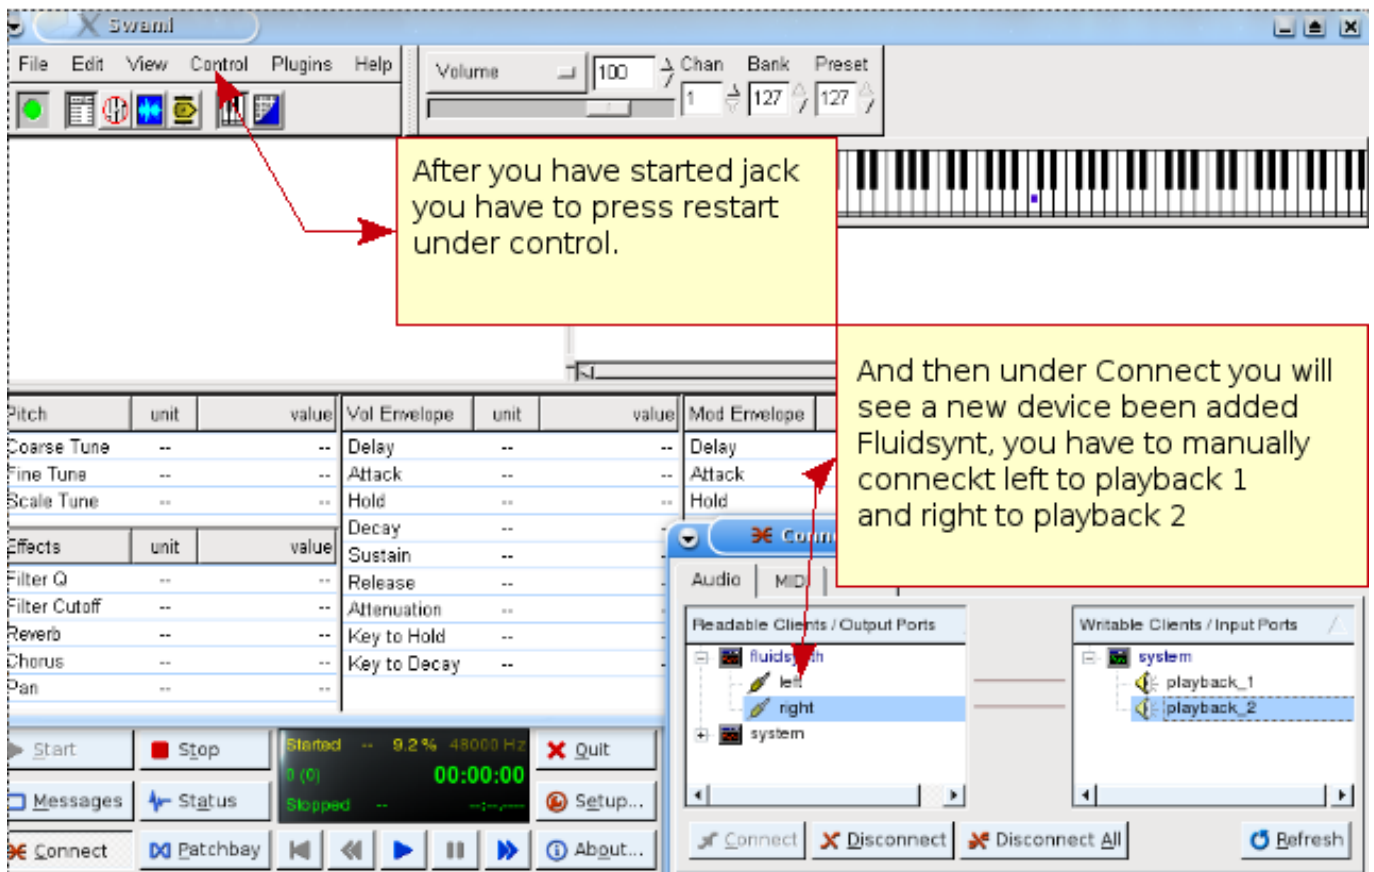 Swami
File Edit View Control Plugins Help
Volume 100 Chan Bank Preset
1 127 127
After you have started jack
you have to press restart
under control.
And then under Connect you will
see a new device been added
Fluidsynt, you have to manually
conneckt left to playback 1
and right to playback 2
Pitch unit value
Coarse Tune -- --
Fine Tune -- --
Scale Tune -- --
Effects unit value
Filter Q -- --
Filter Cutoff -- --
Reverb -- --
Chorus -- --
Pan -- --
Vol Envelope unit value
Delay -- --
Attack -- --
Hold -- --
Decay --
Sustain --
Release --
Attenuation --
Key to Hold --
Key to Decay --
Mod Envelope
Delay
Attack
Hold
Audio MIDI
Readable Clients / Output Ports
fluidsynth
left
right
system
Writable Clients / Input Ports
system
playback_1
playback_2
Connect Disconnect Disconnect All Refresh
Start Stop
Messages Status
Connect Patchbay
Started -- 9.2 % 48000 Hz
0 (0) 00:00:00
Stopped -- --:--.----
Quit
Setup...
About...